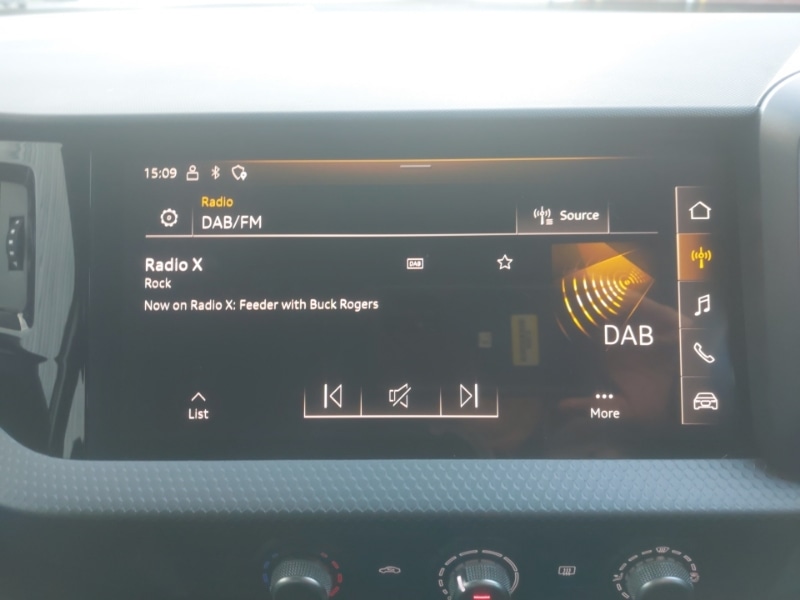 15:09
Radio
DAB/FM
Source
Radio X
DAB
Rock
Now on Radio X: Feeder with Buck Rogers
DAB
List
More